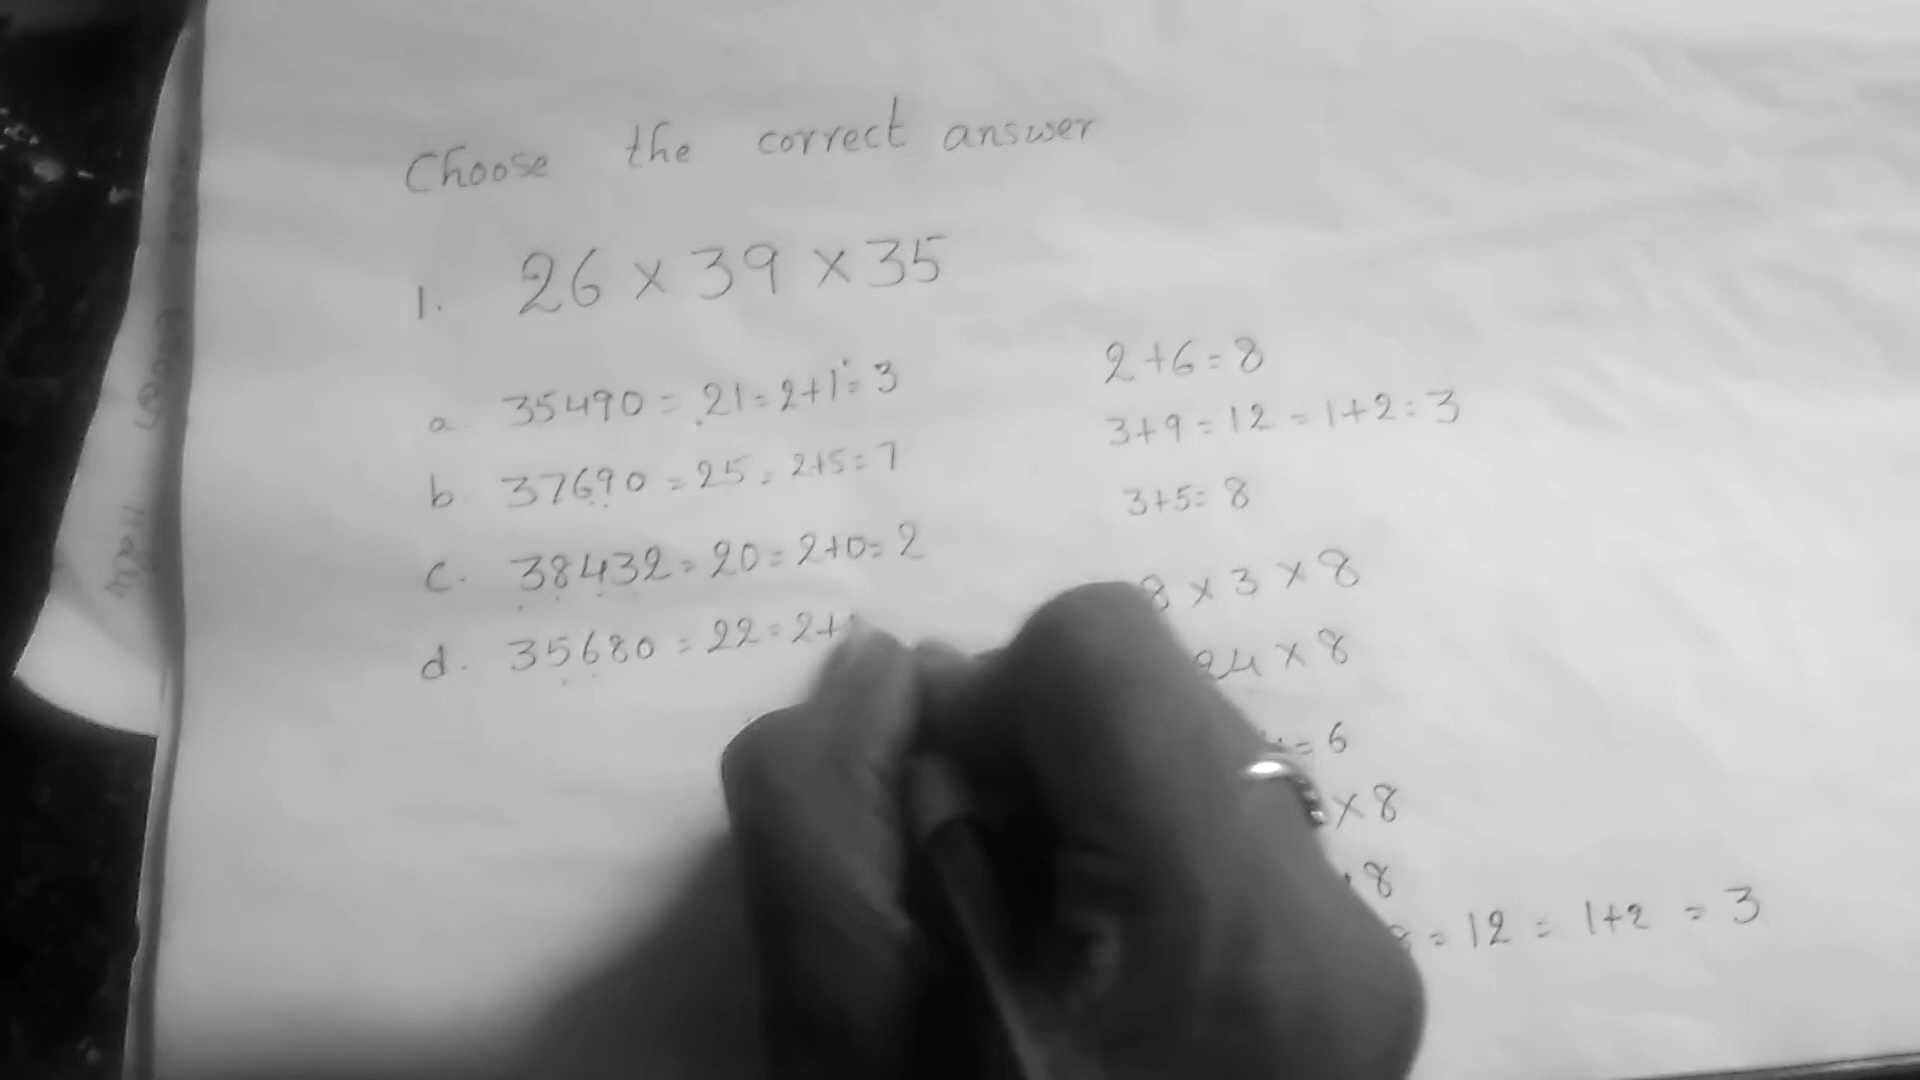 Choose the correct answer
1. 26 x 39 x 35
a 35490 = 21 = 2+1 = 3
b 37690 = 25 = 2+5 = 7
C. 38432 = 20 = 2+0 = 2
d. 35680 = 22 = 2+
2+6=8
3+9=12=1+2=3
3+5=8
8 x 3 x 8
24 x 8
= 6
x 8
8
8 = 12 = 1+2 = 3